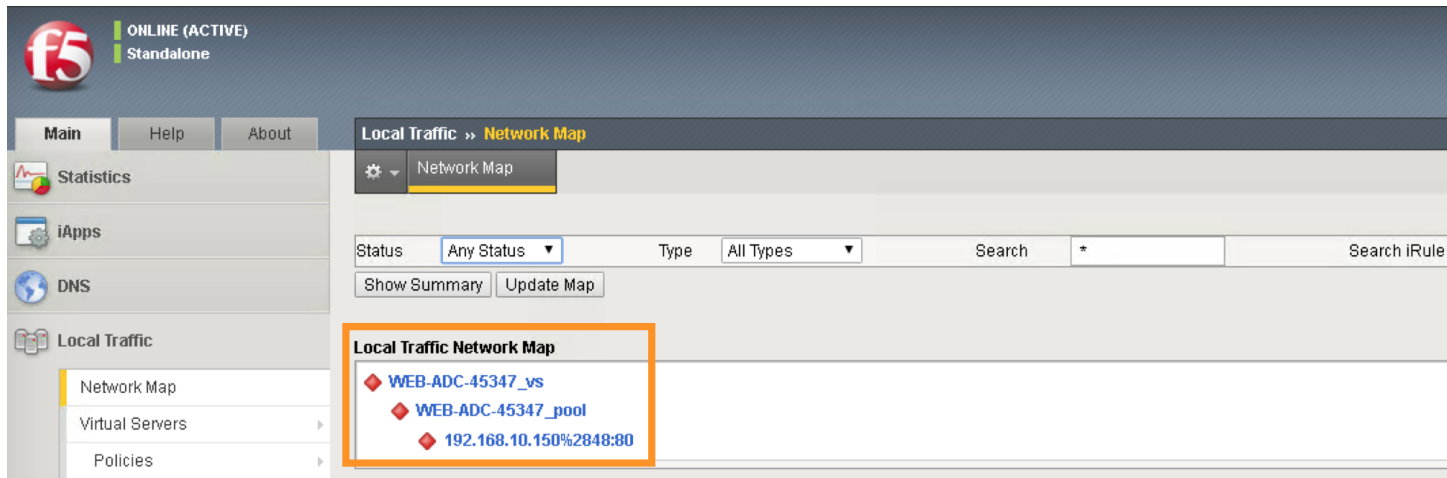 f5
ONLINE (ACTIVE)
Standalone
Main Help About
Local Traffic » Network Map
Network Map
Statistics
iApps
DNS
Local Traffic
Network Map
Virtual Servers
Policies
Status Any Status Type All Types Search * Search iRule
Show Summary Update Map
Local Traffic Network Map
WEB-ADC-45347_vs
WEB-ADC-45347_pool
192.168.10.150%2848:80